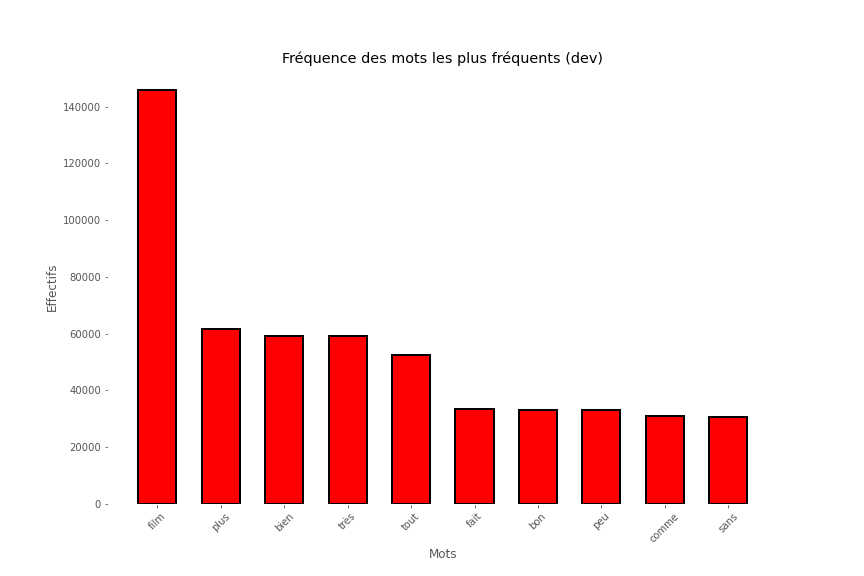 Fréquence des mots les plus fréquents (dev)
140000
120000
100000
80000
60000
40000
20000
0
Effectifs
film
plus
bien
très
tout
fait
bon
peu
comme
sans
Mots